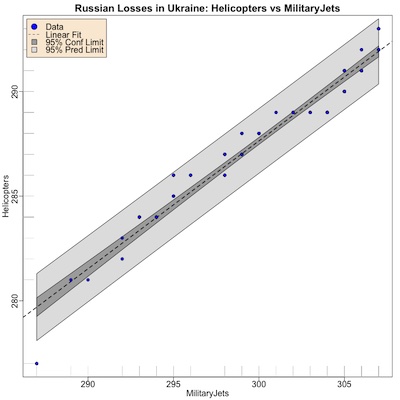 Russian Losses in Ukraine: Helicopters vs MilitaryJets
Data
Linear Fit
95% Conf Limit
95% Pred Limit
290
285
280
Helicopters
290 295 300 305
MilitaryJets